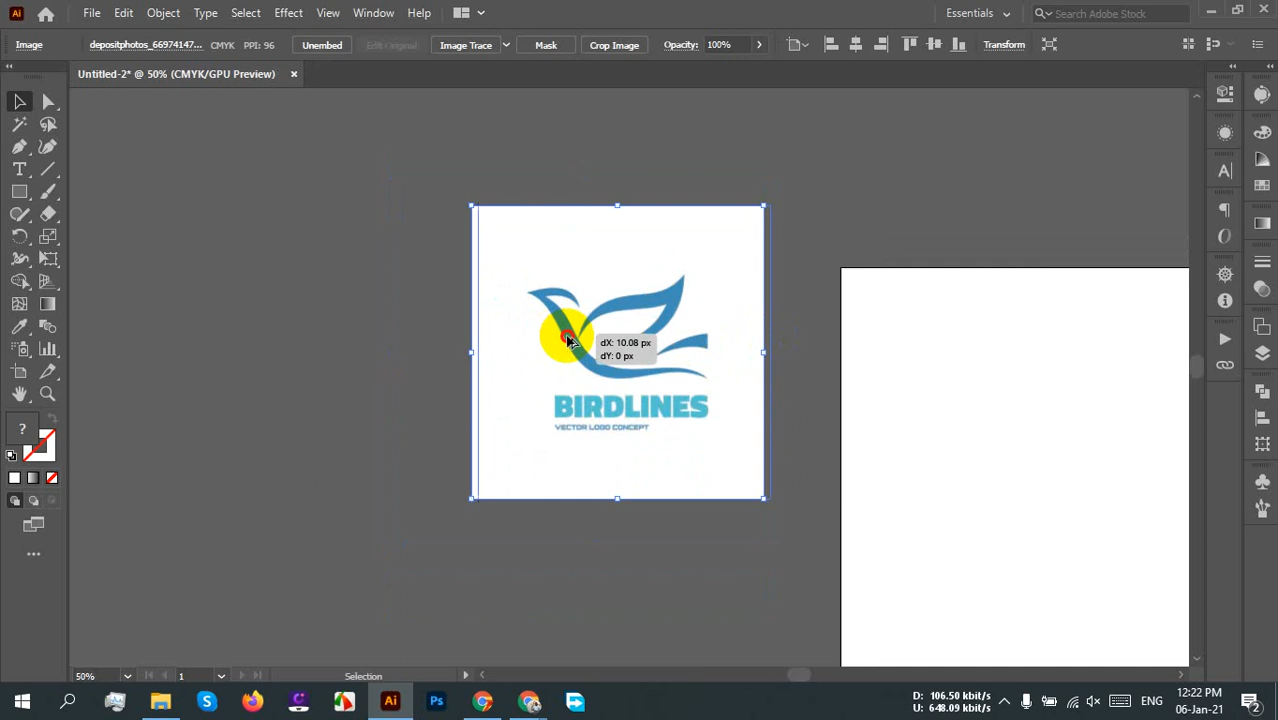 Ai File Edit Object Type Select Effect View Window Help Essentials Search Adobe Stock
Image depositphotos_66974147... CMYK PPI: 96 Unembed Edit Original Image Trace Mask Crop Image Opacity: 100% Transform
Untitled-2* @ 50% (CMYK/GPU Preview)
dX: 10.08 px
dY: 0 px
BIRDLINES
VECTOR LOGO CONCEPT
?
50% 1 Selection
Ai Ps D: 106.50 kbit/s ENG 12:22 PM
U: 648.09 kbit/s 06-Jan-21 2